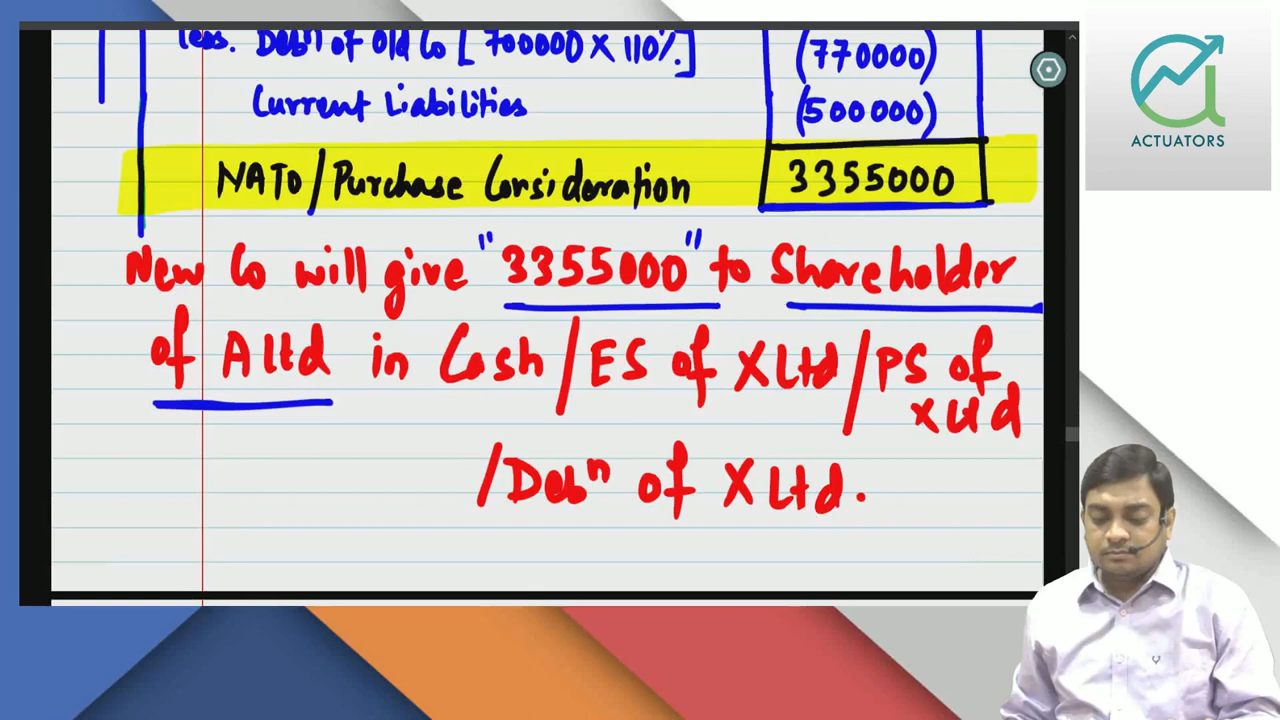 less. Debⁿ of Old Co [ 700000 X 110%.] (770000)
Current Liabilities (500000)
NATO/Purchase Consideration 3355000
New Co will give "3355000" to Shareholder
of A Ltd in Cash / ES of X Ltd / PS of
X Ltd
/ Debⁿ of X Ltd.
ACTUATORS